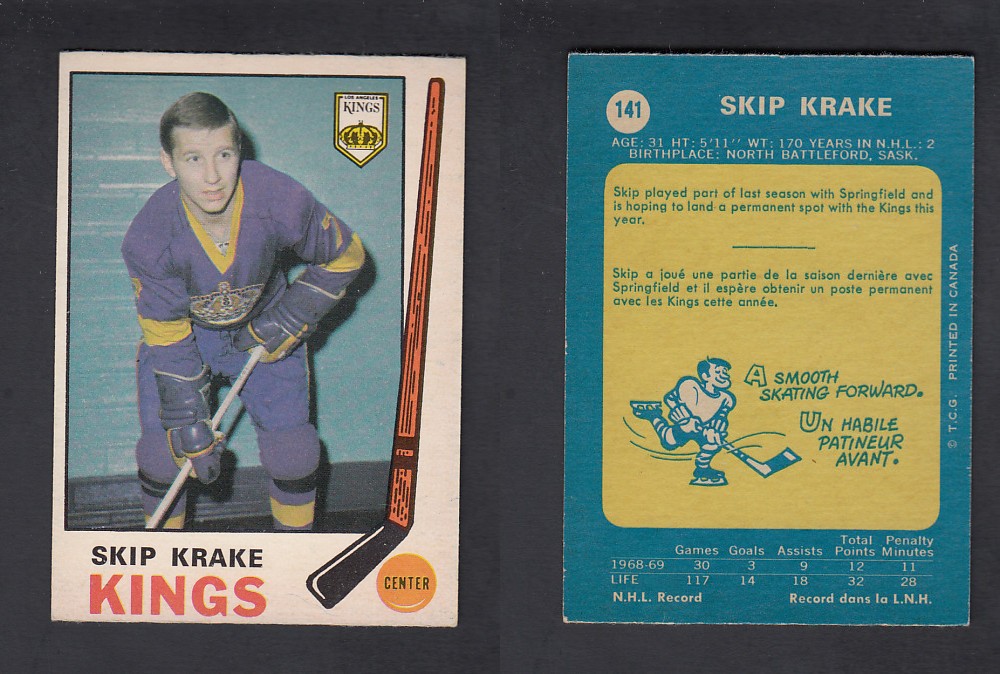 LOS ANGELES
KINGS
SKIP KRAKE
KINGS
CENTER
141
SKIP KRAKE
AGE: 31 HT: 5'11'' WT: 170 YEARS IN N.H.L.: 2
BIRTHPLACE: NORTH BATTLEFORD, SASK.
Skip played part of last season with Springfield and
is hoping to land a permanent spot with the Kings this
year.
Skip a joué une partie de la saison dernière avec
Springfield et il espère obtenir un poste permanent
avec les Kings cette année.
A SMOOTH
SKATING FORWARD.
UN HABILE
PATINEUR
AVANT.
© T.C.G. PRINTED IN CANADA
Total Penalty
Games Goals Assists Points Minutes
1968-69 30 3 9 12 11
LIFE 117 14 18 32 28
N.H.L. Record Record dans la L.N.H.